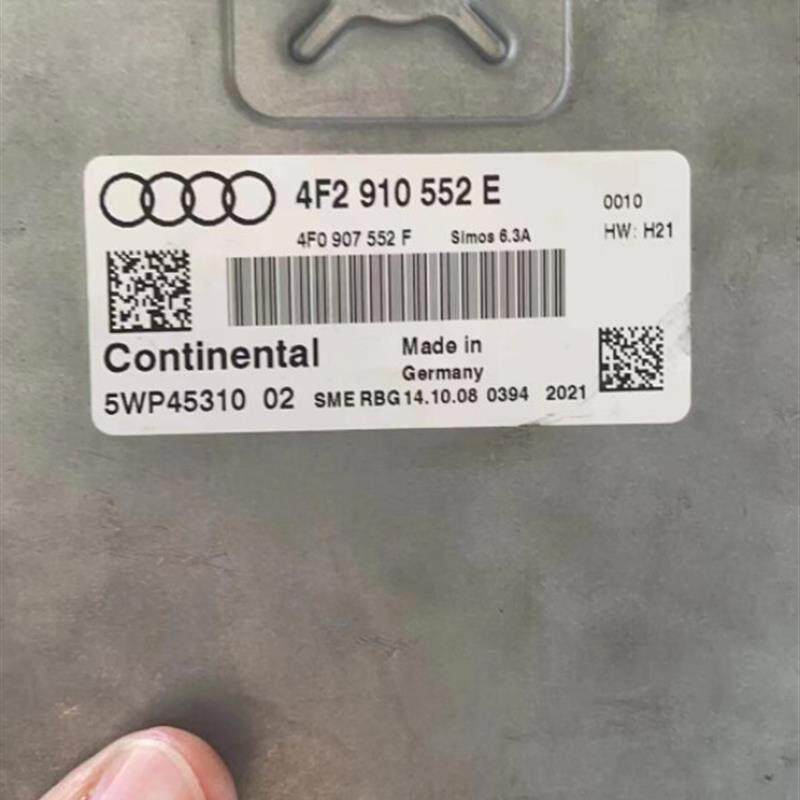 4F2 910 552 E
0010
4F0 907 552 F Simos 6.3A
HW: H21
Continental
Made in
Germany
5WP45310 02 SME RBG 14.10.08 0394 2021